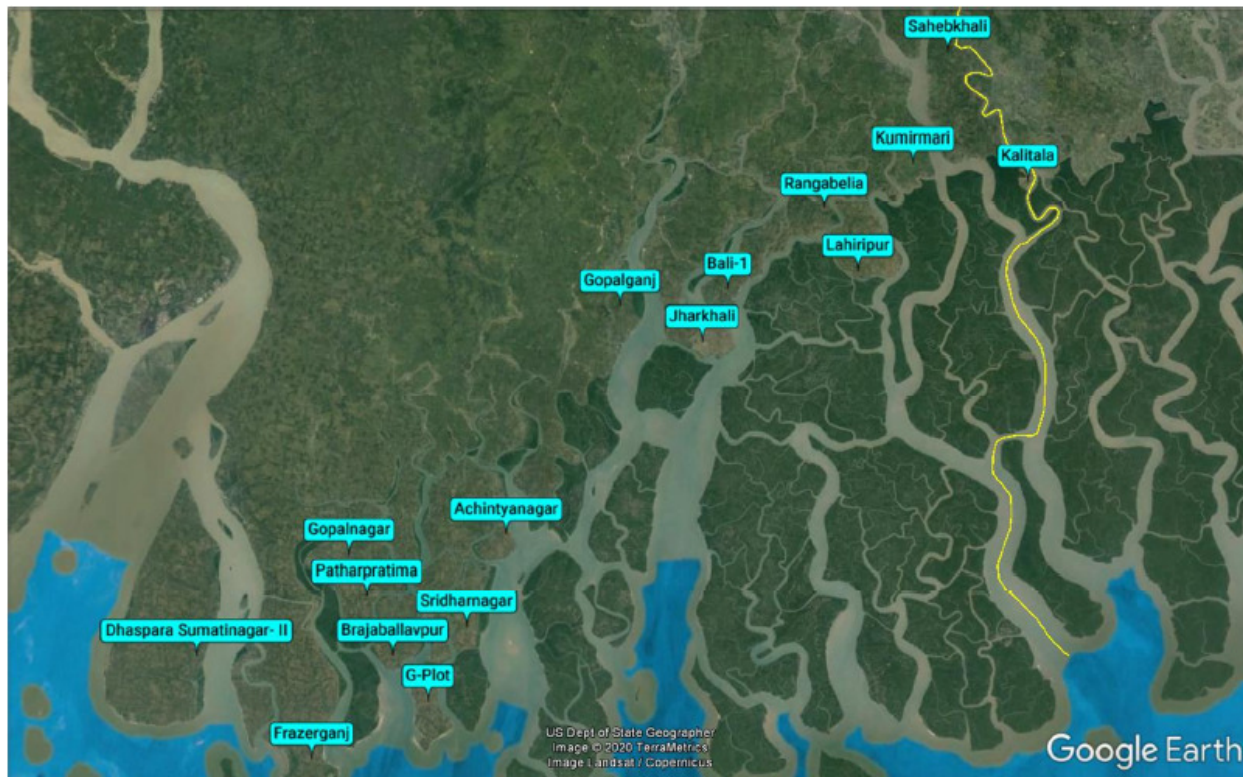 Sahebkhali
Kumirmari
Kalitala
Rangabelia
Lahiripur
Bali-1
Gopalganj
Jharkhali
Achintyanagar
Gopalnagar
Patharpratima
Sridharnagar
Dhaspara Sumatinagar- II
Brajaballavpur
G-Plot
Frazerganj
US Dept of State Geographer
Image © 2020 TerraMetrics
Image Landsat / Copernicus
Google Earth